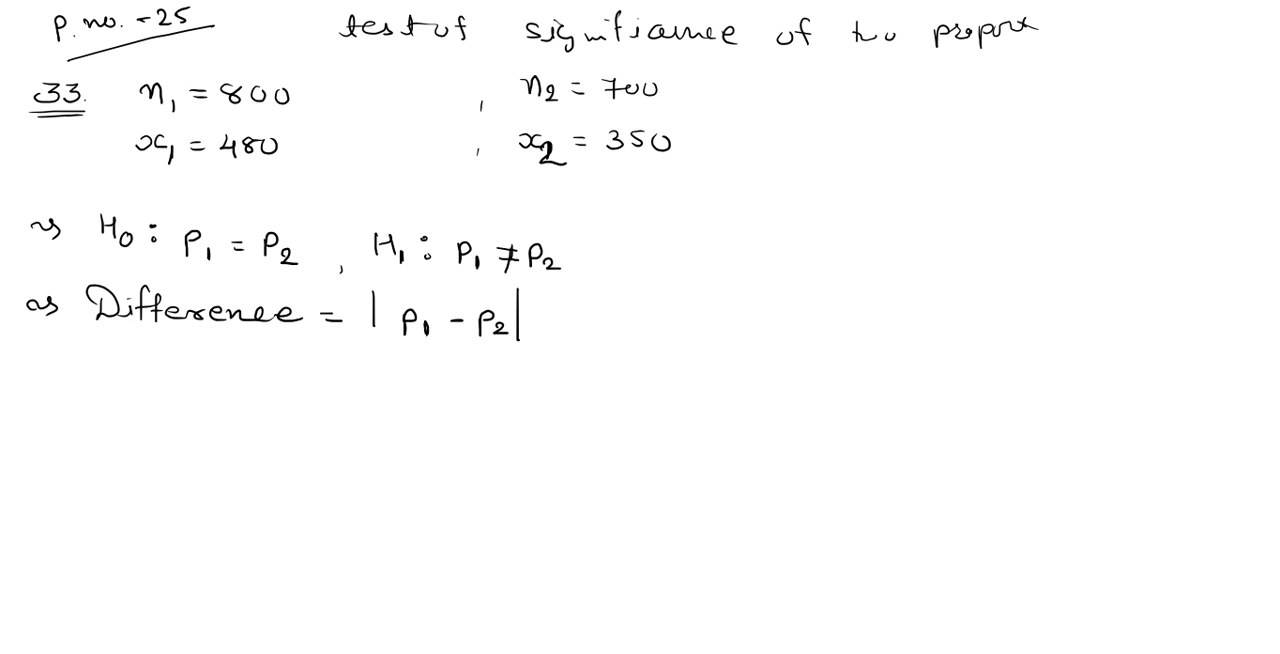 P. no. - 25 test of significance of two propor
33. n₁ = 800 , n₂ = 700
x₁ = 480 , x₂ = 350
H₀ : P₁ = P₂ , H₁ : P₁ ≠ P₂
Difference = | p₁ - p₂ |